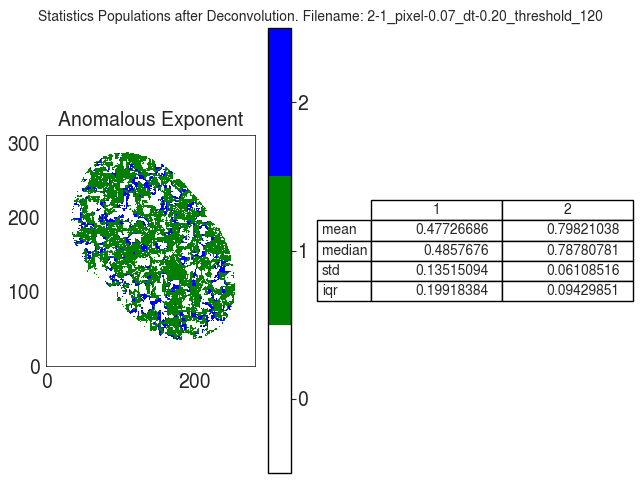 Statistics Populations after Deconvolution. Filename: 2-1_pixel-0.07_dt-0.20_threshold_120
Anomalous Exponent
300
200
100
0
0 200
2
1
0
1 2
mean 0.47726686 0.79821038
median 0.4857676 0.78780781
std 0.13515094 0.06108516
iqr 0.19918384 0.09429851